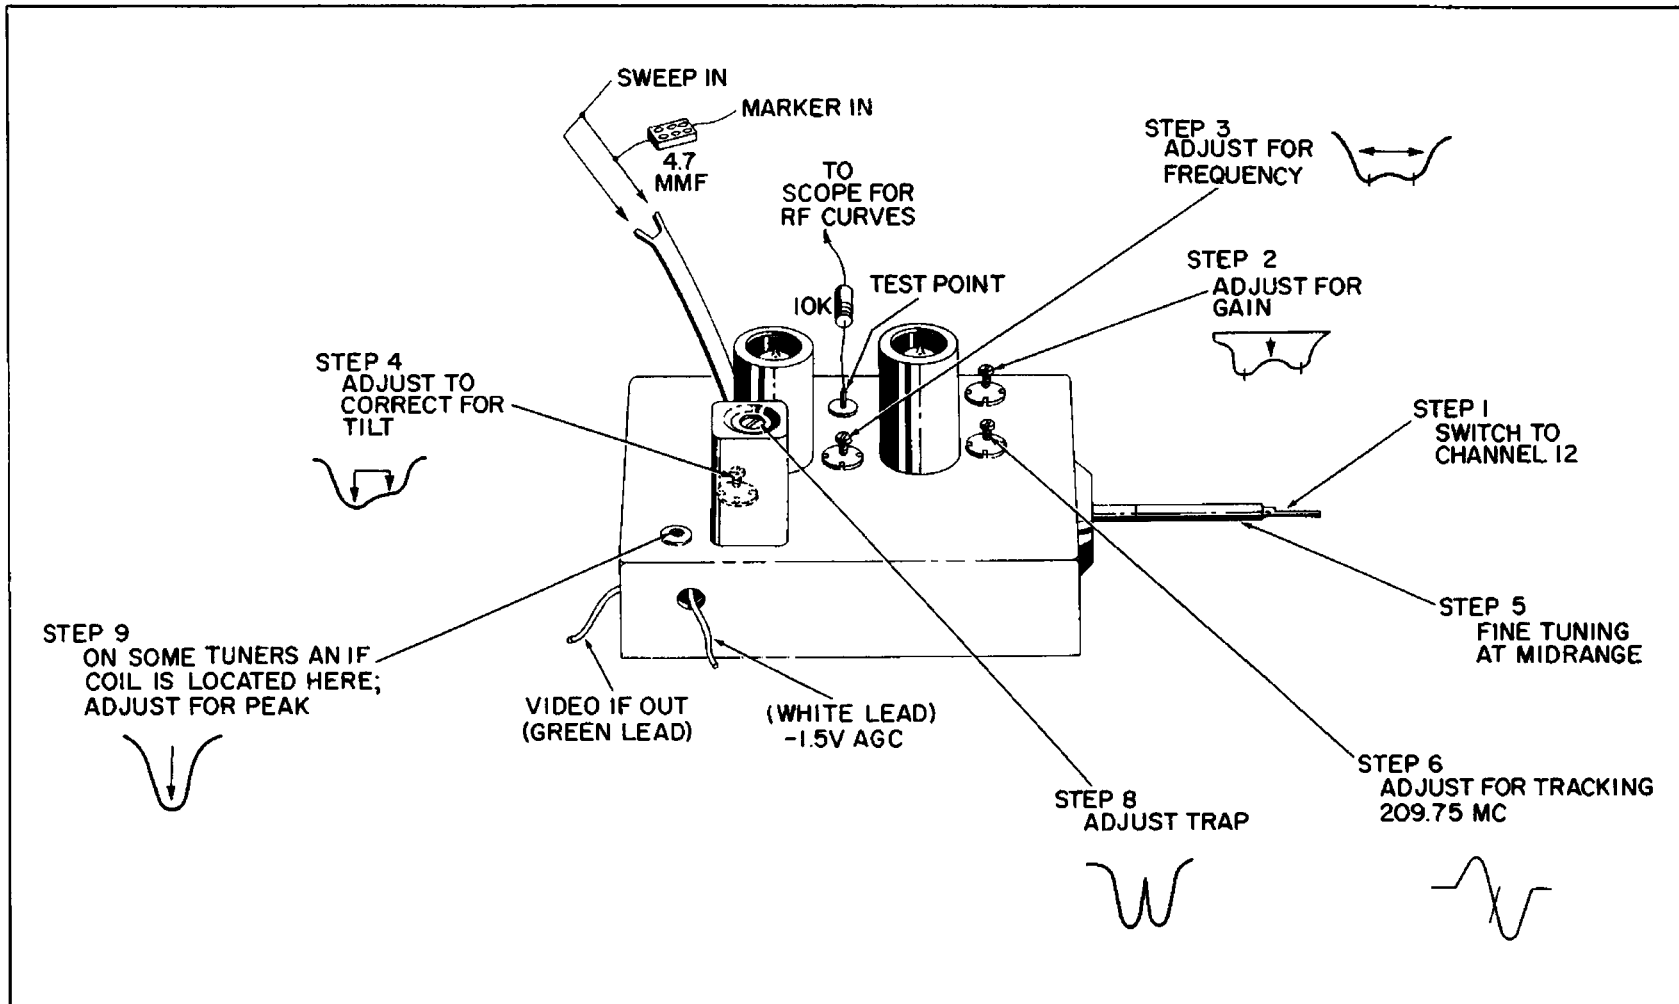 SWEEP IN
MARKER IN
4.7
MMF
TO
SCOPE FOR
RF CURVES
10K
TEST POINT
STEP 3
ADJUST FOR
FREQUENCY
STEP 2
ADJUST FOR
GAIN
STEP 4
ADJUST TO
CORRECT FOR
TILT
STEP 1
SWITCH TO
CHANNEL 12
STEP 5
FINE TUNING
AT MIDRANGE
STEP 9
ON SOME TUNERS AN IF
COIL IS LOCATED HERE;
ADJUST FOR PEAK
VIDEO IF OUT
(GREEN LEAD)
(WHITE LEAD)
-1.5V AGC
STEP 8
ADJUST TRAP
STEP 6
ADJUST FOR TRACKING
209.75 MC